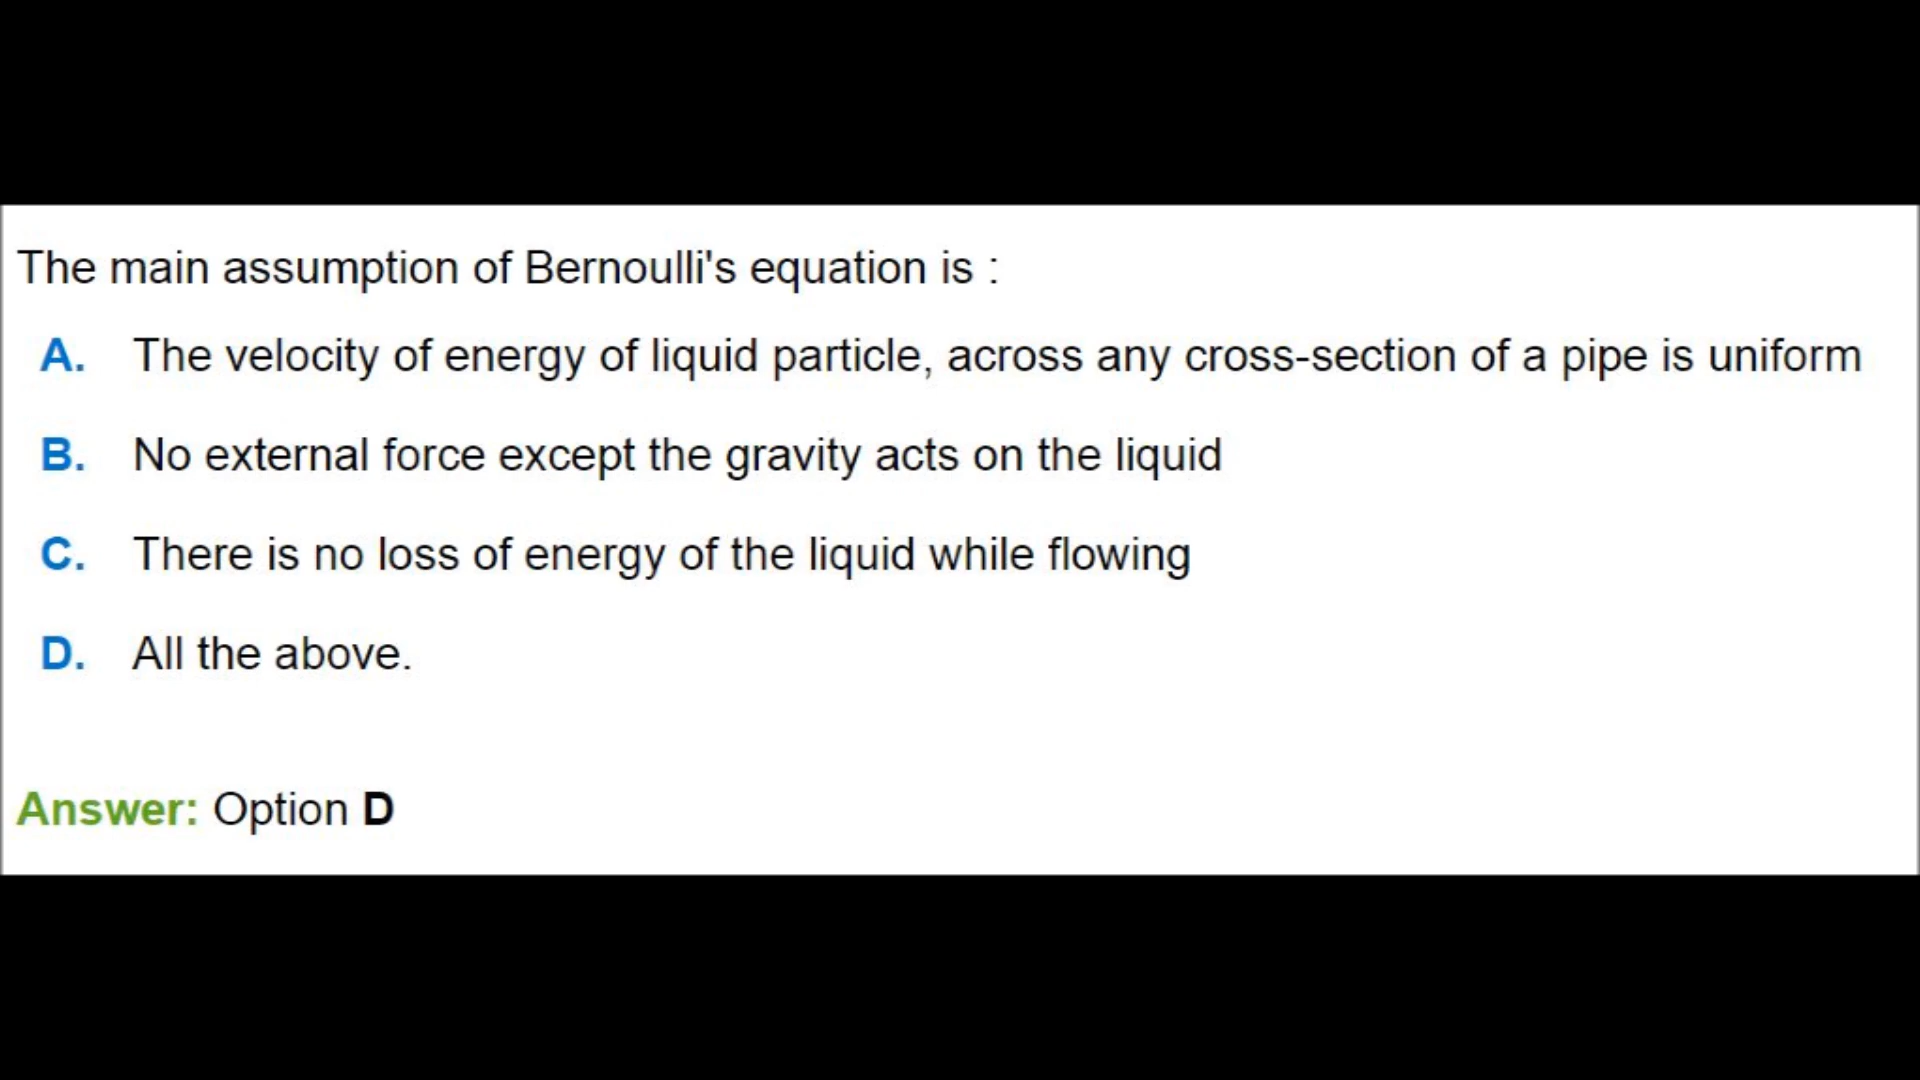 The main assumption of Bernoulli's equation is :
A. The velocity of energy of liquid particle, across any cross-section of a pipe is uniform
B. No external force except the gravity acts on the liquid
C. There is no loss of energy of the liquid while flowing
D. All the above.
Answer: Option D